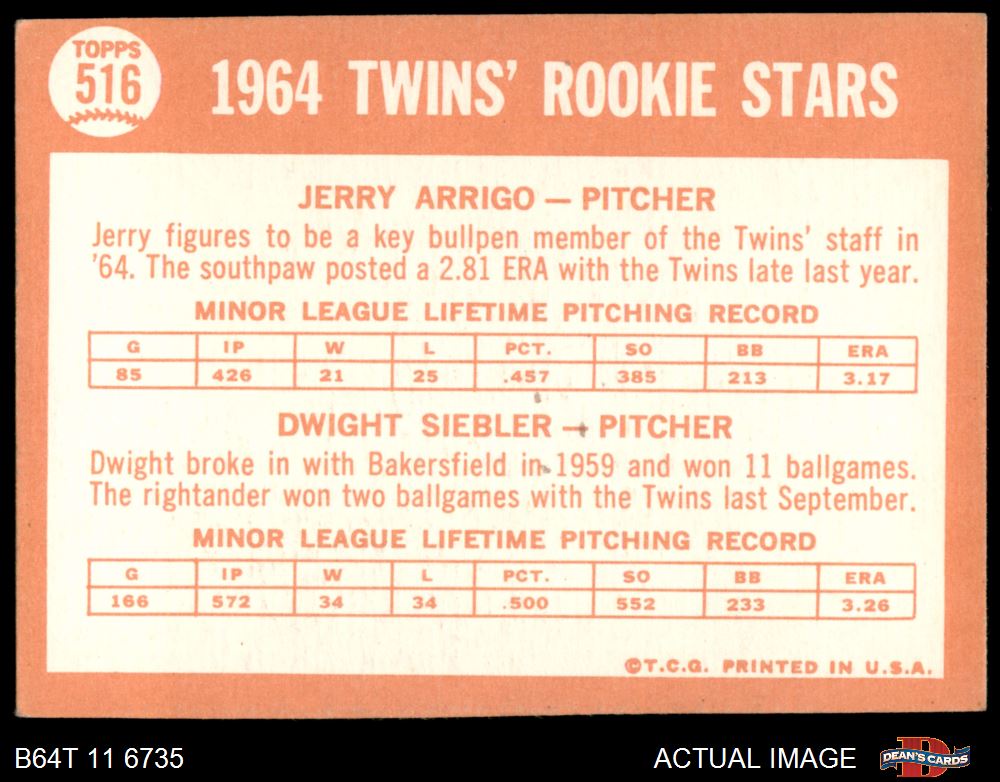 TOPPS
516
1964 TWINS' ROOKIE STARS
JERRY ARRIGO — PITCHER
Jerry figures to be a key bullpen member of the Twins' staff in
'64. The southpaw posted a 2.81 ERA with the Twins late last year.
MINOR LEAGUE LIFETIME PITCHING RECORD
G IP W L PCT. SO BB ERA
85 426 21 25 .457 385 213 3.17
DWIGHT SIEBLER — PITCHER
Dwight broke in with Bakersfield in 1959 and won 11 ballgames.
The rightander won two ballgames with the Twins last September.
MINOR LEAGUE LIFETIME PITCHING RECORD
G IP W L PCT. SO BB ERA
166 572 34 34 .500 552 233 3.26
©T.C.G. PRINTED IN U.S.A.
B64T 11 6735
ACTUAL IMAGE
D
DEAN'S CARDS